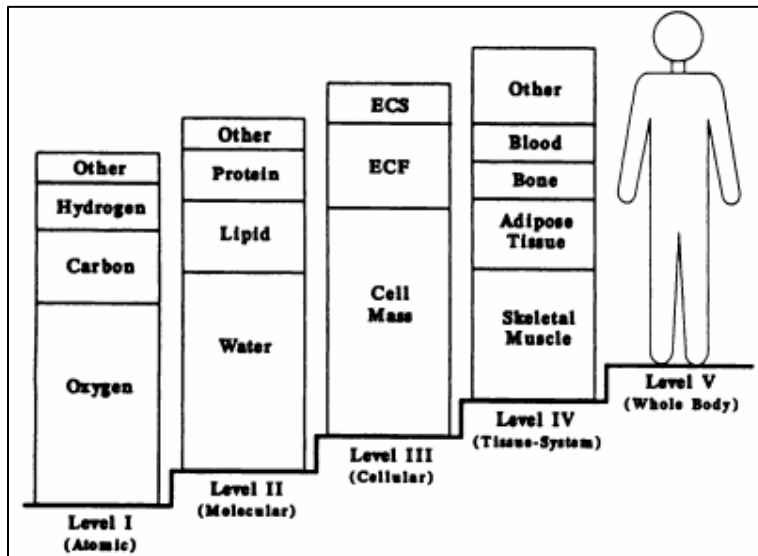 Other
Hydrogen
Carbon
Oxygen
Level I
(Atomic)
Other
Protein
Lipid
Water
Level II
(Molecular)
ECS
ECF
Cell
Mass
Level III
(Cellular)
Other
Blood
Bone
Adipose
Tissue
Skeletal
Muscle
Level IV
(Tissue-System)
Level V
(Whole Body)